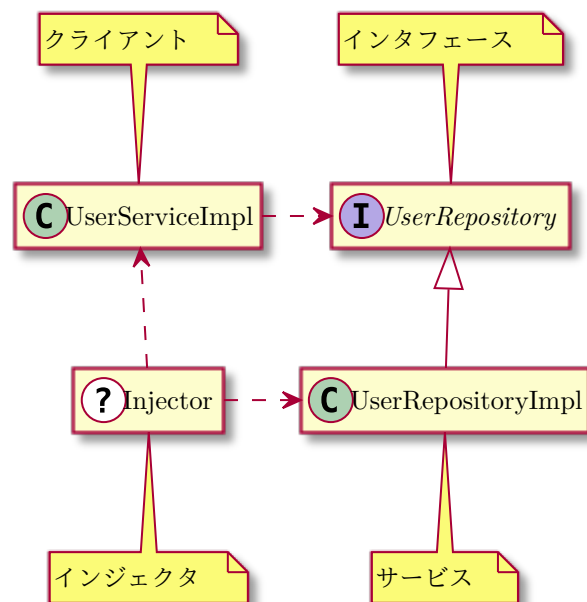 クライアント
インタフェース
C UserServiceImpl
I UserRepository
? Injector
C UserRepositoryImpl
インジェクタ
サービス